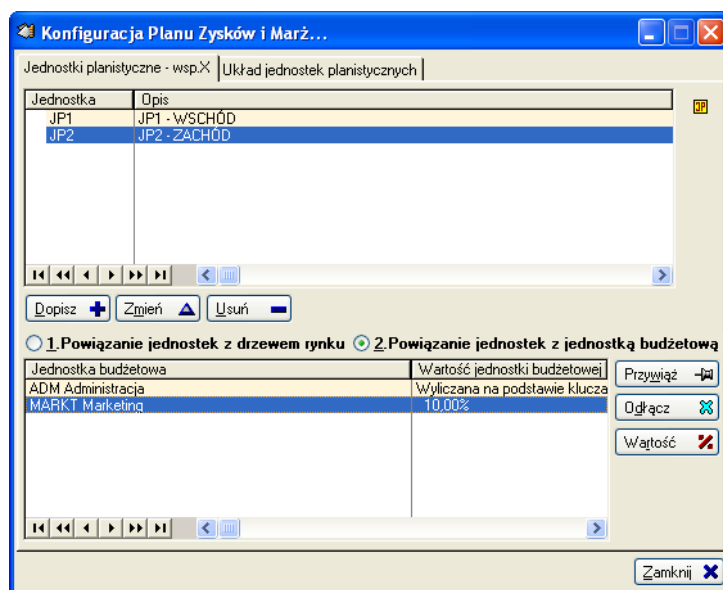 Konfiguracja Planu Zysków i Marż...
Jednostki planistyczne - wsp.X Układ jednostek planistycznych
Jednostka Opis
JP1 JP1 - WSCHÓD
JP2 JP2 - ZACHÓD
JP
Dopisz Zmień Usuń
1.Powiązanie jednostek z drzewem rynku 2.Powiązanie jednostek z jednostką budżetową
Jednostka budżetowa Wartość jednostki budżetowej
ADM Administracja Wyliczana na podstawie klucza
MARKT Marketing 10,00%
Przywiąż
Odłącz
Wartość
Zamknij